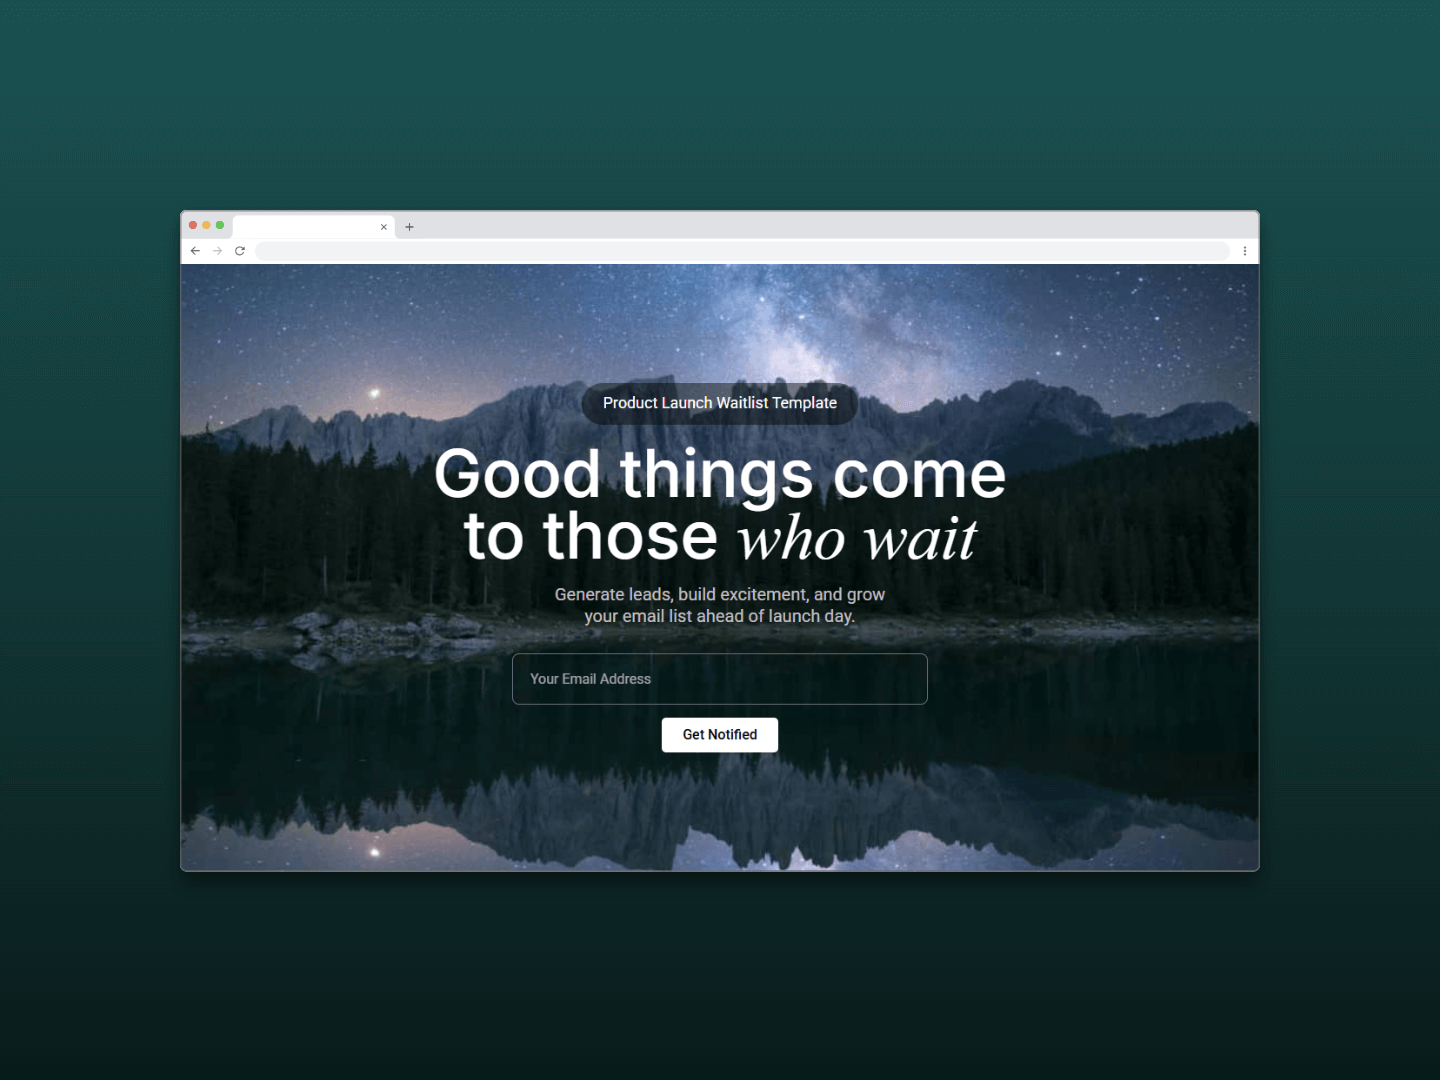 Product Launch Waitlist Template
Good things come
to those who wait
Generate leads, build excitement, and grow
your email list ahead of launch day.
Your Email Address
Get Notified